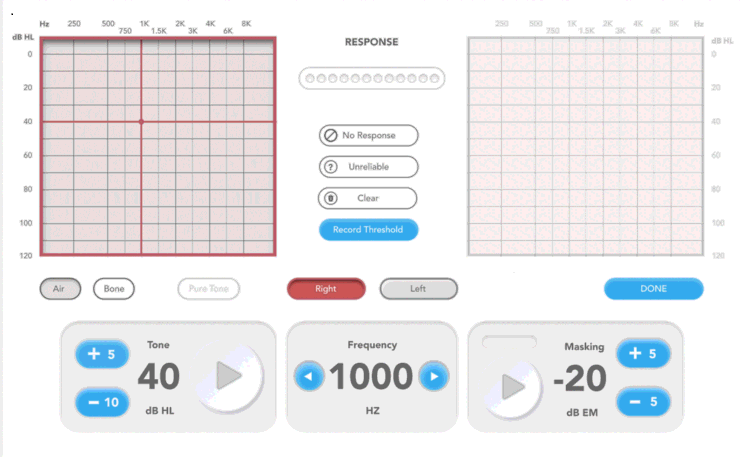 .
Hz 250 500 1K 2K 4K 8K
750 1.5K 3K 6K
dB HL
0
20
40
60
80
100
120
RESPONSE
No Response
? Unreliable
Clear
Record Threshold
250 500 1K 2K 4K 8K Hz
750 1.5K 3K 6K
dB HL
0
20
40
60
80
100
120
Air Bone Pure Tone Right Left DONE
Tone
+ 5
40
- 10
dB HL
Frequency
1000
HZ
Masking
+ 5
-20
- 5
dB EM